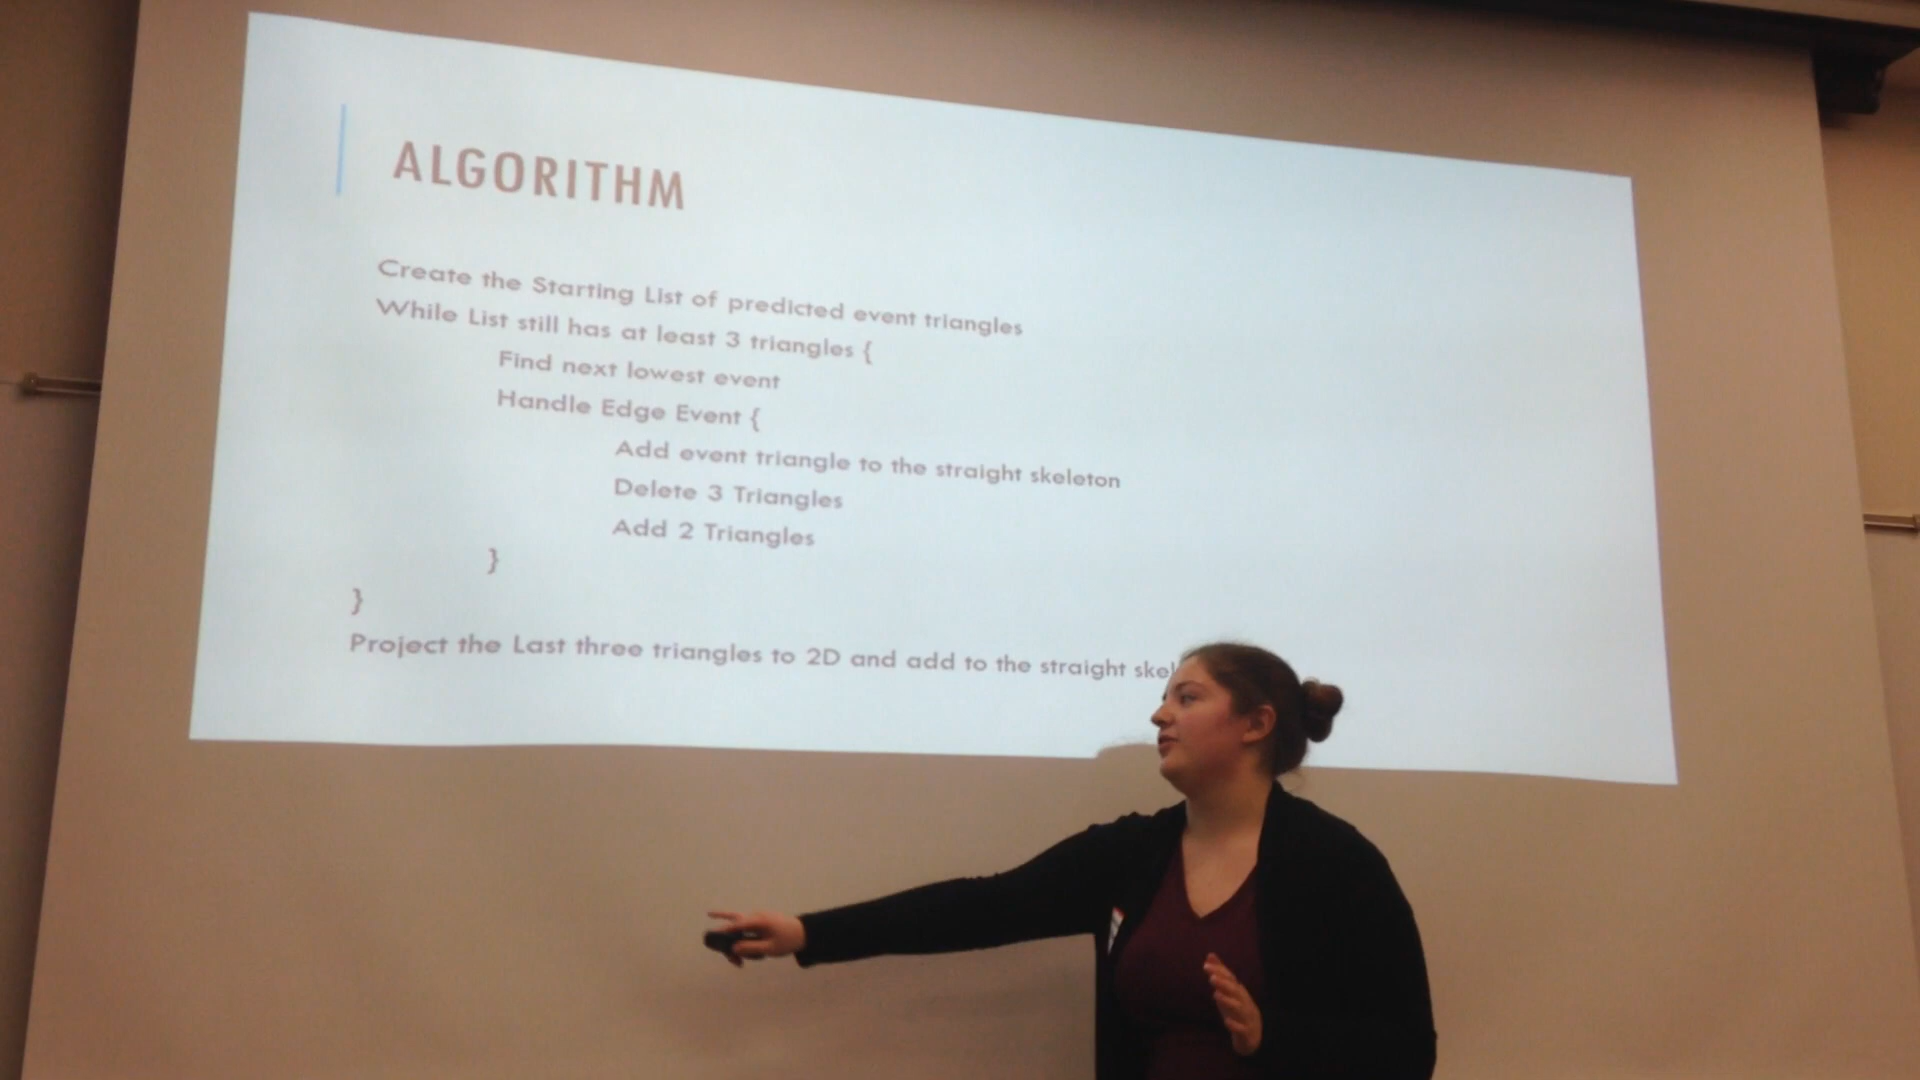 ALGORITHM
Create the Starting List of predicted event triangles
While List still has at least 3 triangles {
Find next lowest event
Handle Edge Event {
Add event triangle to the straight skeleton
Delete 3 Triangles
Add 2 Triangles
}
}
Project the Last three triangles to 2D and add to the straight